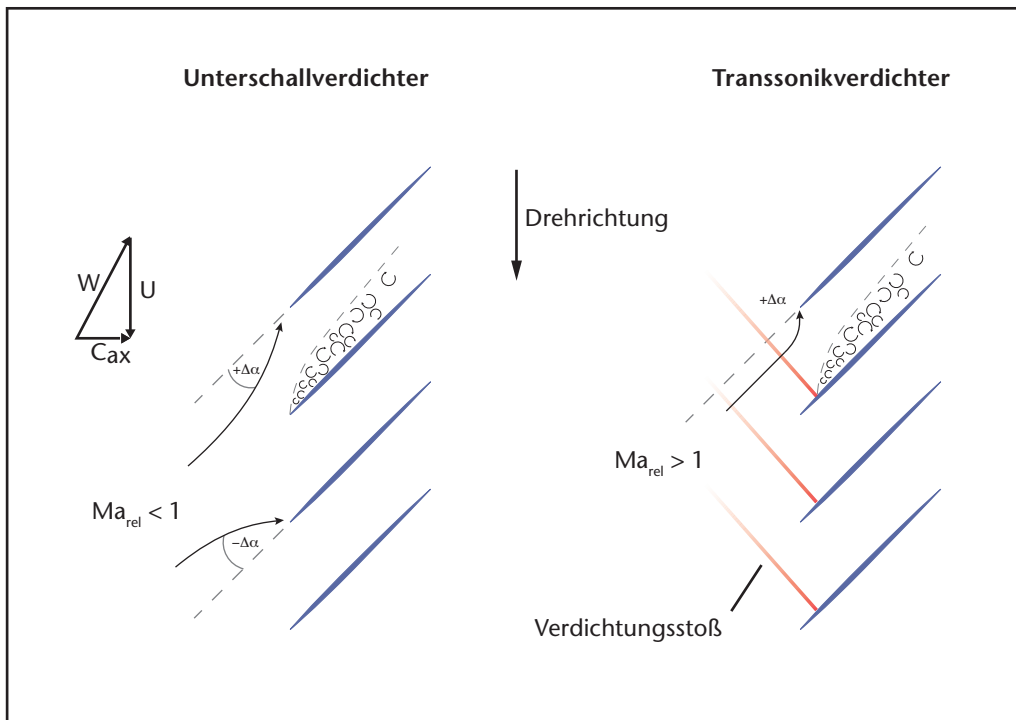 Unterschallverdichter
Transsonikverdichter
Drehrichtung
W
U
Cax
+Δα
+Δα
Ma_rel < 1
Ma_rel > 1
−Δα
Verdichtungsstoß